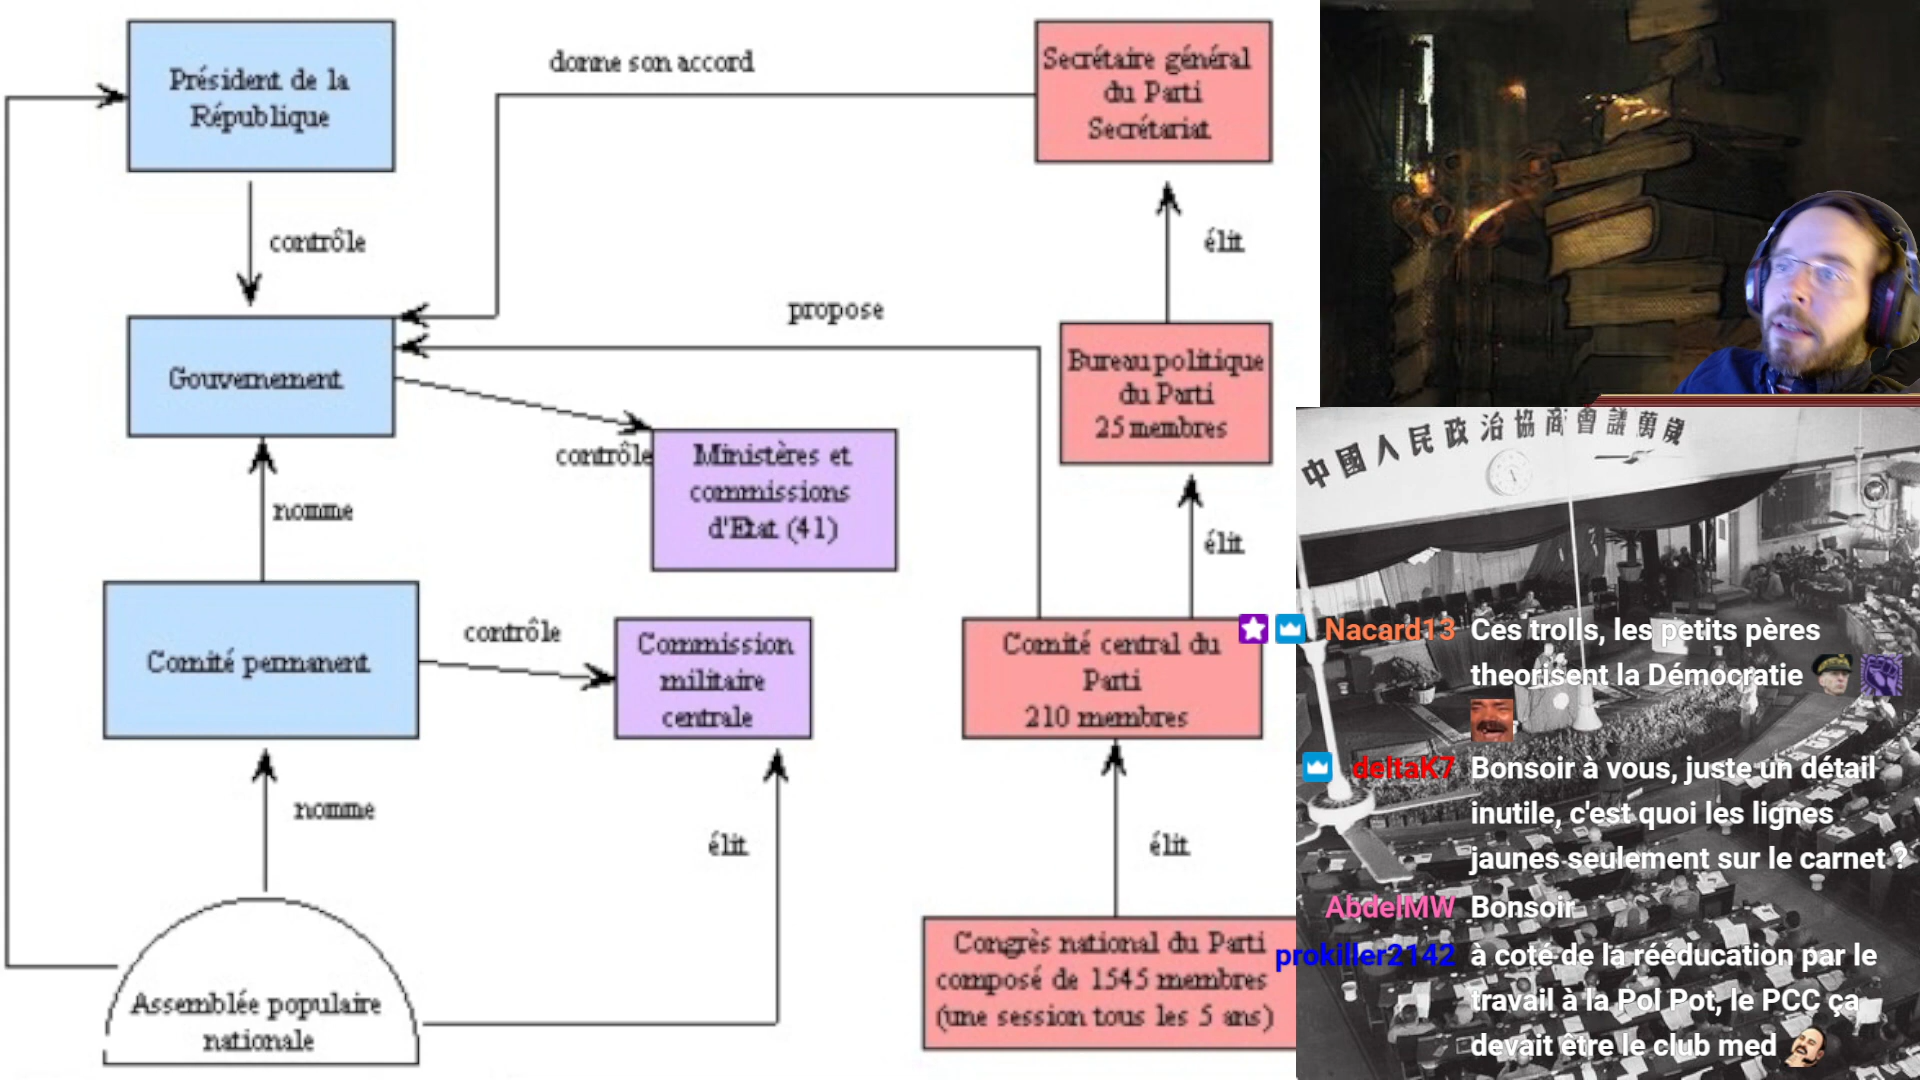 Président de la
République
donne son accord
Secrétaire général
du Parti
Secrétariat
contrôle
élit
propose
Gouvernement
Bureau politique
du Parti
25 membres
contrôle
Ministères et
commissions
d'Etat (41)
nomme
élit
Comité permanent
contrôle
Commission
militaire
centrale
Comité central du
Parti
210 membres
nomme
élit
élit
Assemblée populaire
nationale
Congrès national du Parti
composé de 1545 membres
(une session tous les 5 ans)
中國人民政治協商會議萬歲
Nacard13 Ces trolls, les petits pères
theorisent la Démocratie
deltaK7 Bonsoir à vous, juste un détail
inutile, c'est quoi les lignes
jaunes seulement sur le carnet ?
AbdelMW Bonsoir
prokiller2142 à coté de la rééducation par le
travail à la Pol Pot, le PCC ça
devait être le club med